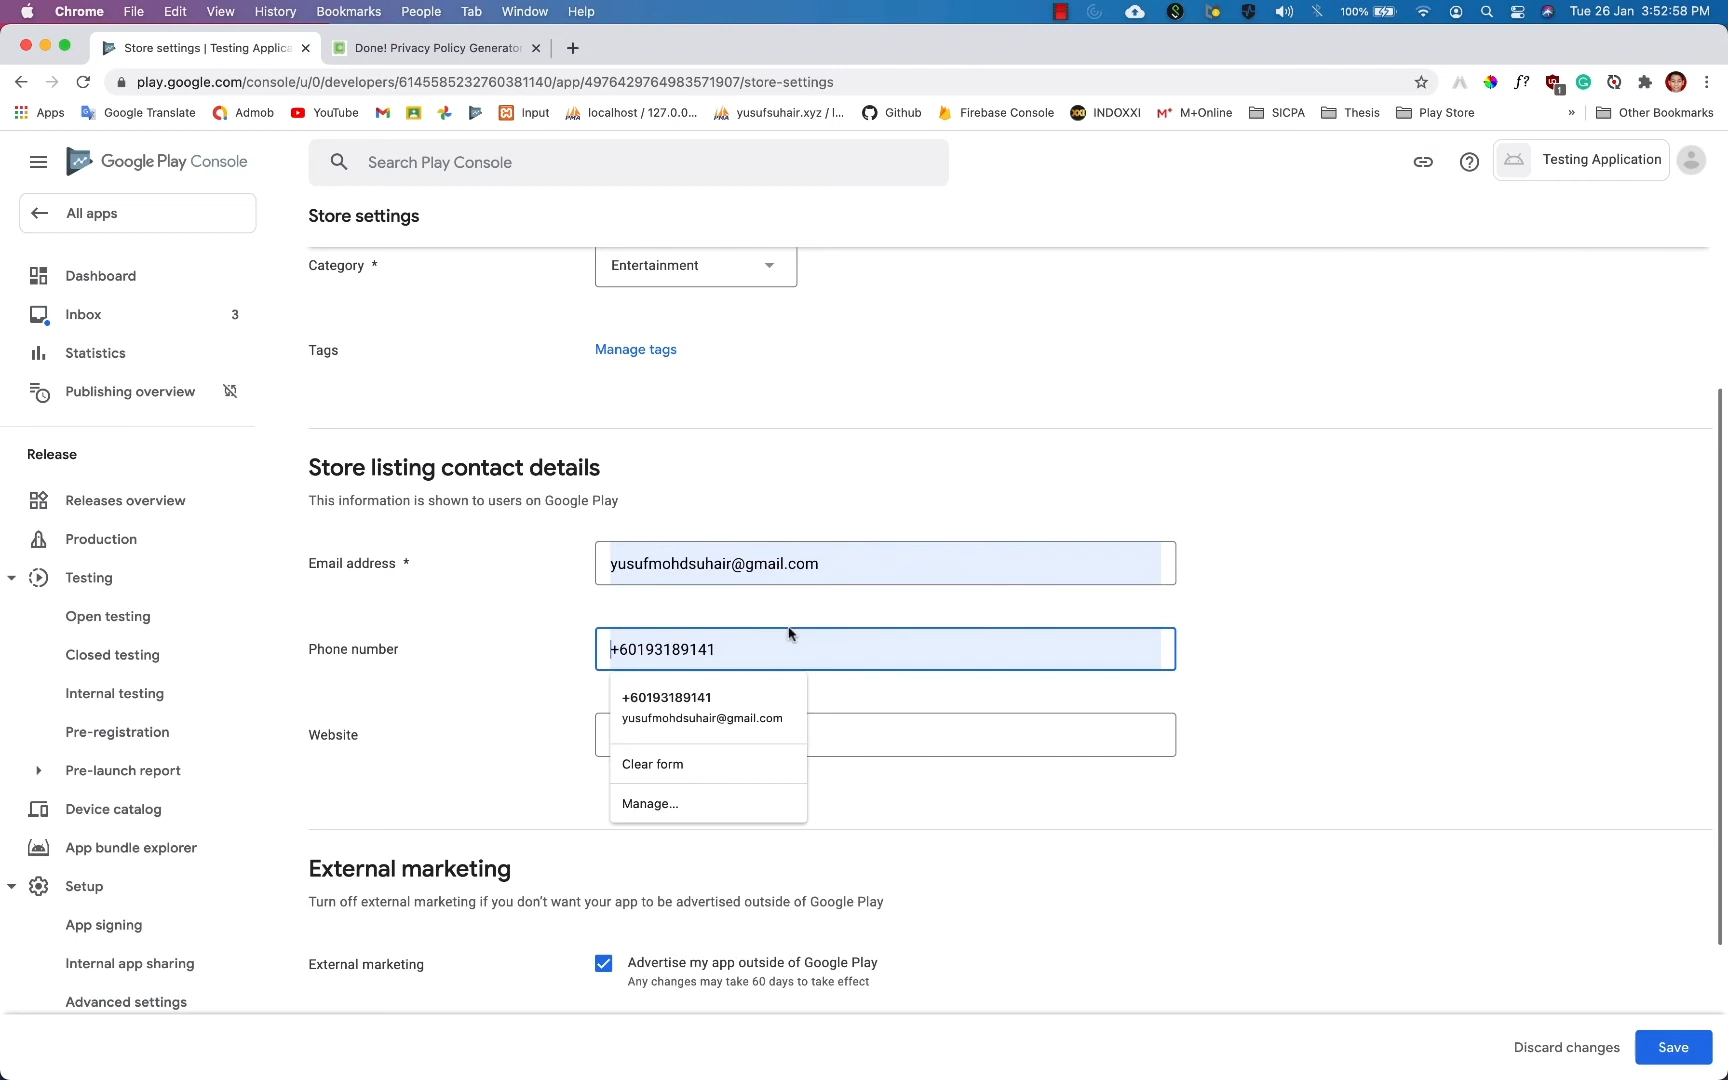 Chrome File Edit View History Bookmarks People Tab Window Help 100% Tue 26 Jan 3:52:58 PM
Store settings | Testing Applica Done! Privacy Policy Generator
play.google.com/console/u/0/developers/6145585232760381140/app/4976429764983571907/store-settings
Apps Google Translate Admob YouTube Input localhost / 127.0.0... yusufsuhair.xyz / l... Github Firebase Console INDOXXI M+Online SICPA Thesis Play Store » Other Bookmarks
Google Play Console
Search Play Console
Testing Application
All apps
Store settings
Category *
Entertainment
Dashboard
Inbox 3
Tags
Manage tags
Statistics
Publishing overview
Release
Store listing contact details
This information is shown to users on Google Play
Releases overview
Production
Email address *
yusufmohdsuhair@gmail.com
Testing
Open testing
Phone number
+60193189141
Closed testing
Internal testing
+60193189141
yusufmohdsuhair@gmail.com
Pre-registration
Website
Clear form
Pre-launch report
Manage...
Device catalog
App bundle explorer
External marketing
Setup
Turn off external marketing if you don't want your app to be advertised outside of Google Play
App signing
Internal app sharing
External marketing
Advertise my app outside of Google Play
Any changes may take 60 days to take effect
Advanced settings
Discard changes
Save